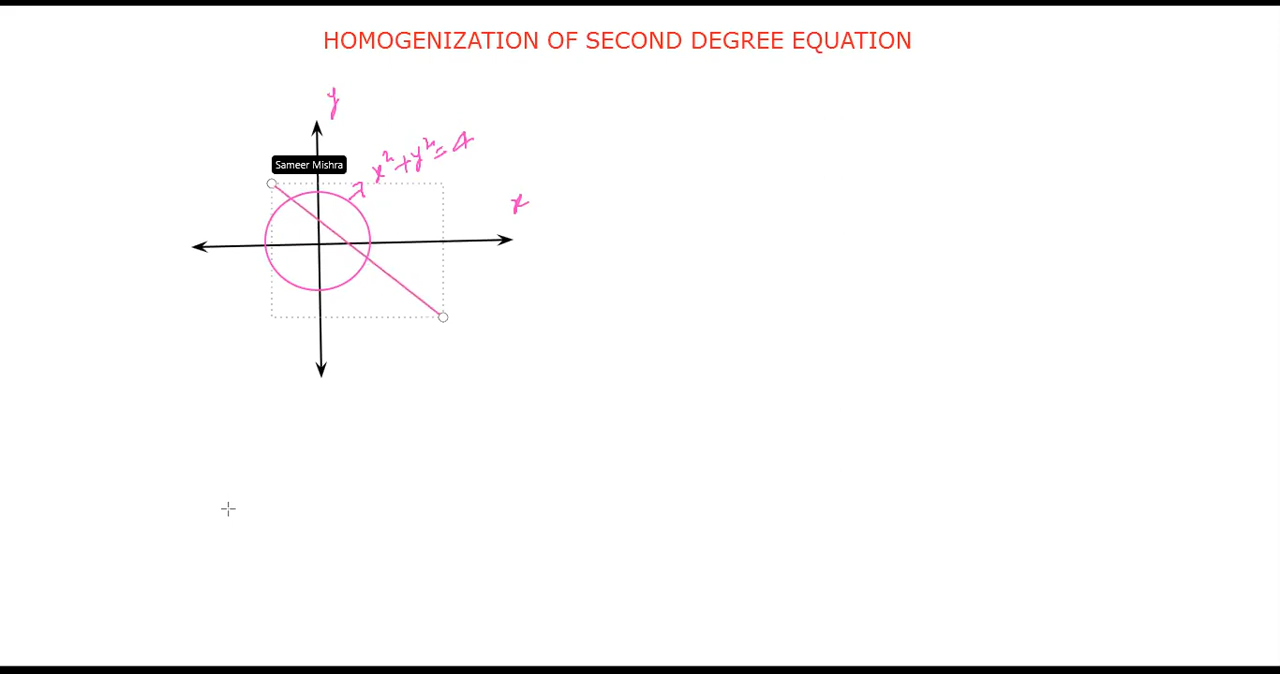 HOMOGENIZATION OF SECOND DEGREE EQUATION
y
x²+y²=4
Sameer Mishra
x